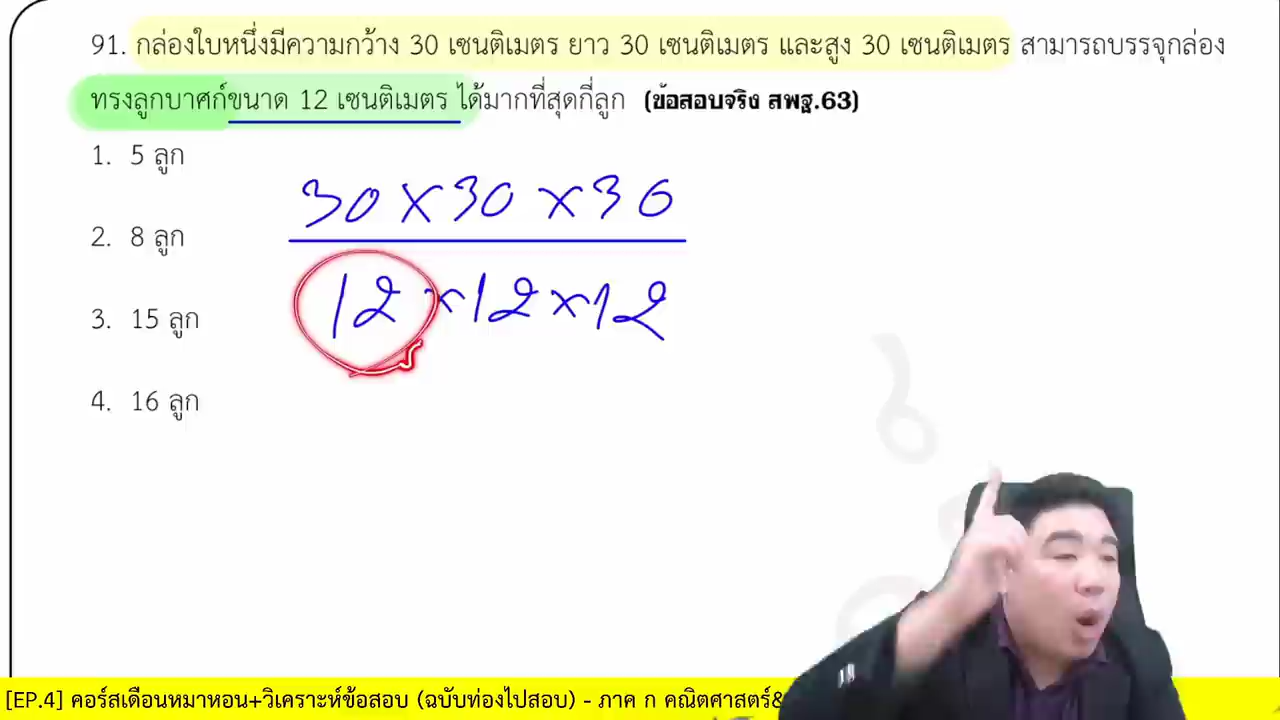 91. กล่องใบหนึ่งมีความกว้าง 30 เซนติเมตร ยาว 30 เซนติเมตร และสูง 30 เซนติเมตร สามารถบรรจุกล่อง
ทรงลูกบาศก์ขนาด 12 เซนติเมตร ได้มากที่สุดกี่ลูก (ข้อสอบจริง สพฐ.63)
1. 5 ลูก
30 × 30 × 30
2. 8 ลูก
12 × 12 × 12
3. 15 ลูก
4. 16 ลูก
[EP.4] คอร์สเดือนหมาหอน+วิเคราะห์ข้อสอบ (ฉบับท่องไปสอบ) - ภาค ก คณิตศาสตร์&